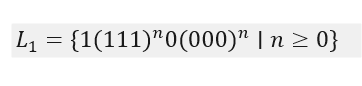 L₁ = {1(111)ⁿ0(000)ⁿ | n ≥ 0}